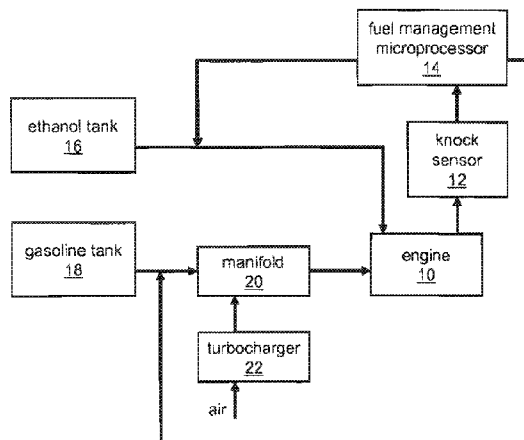 fuel management
microprocessor
14
ethanol tank
16
knock
sensor
12
gasoline tank
18
manifold
20
engine
10
turbocharger
22
air